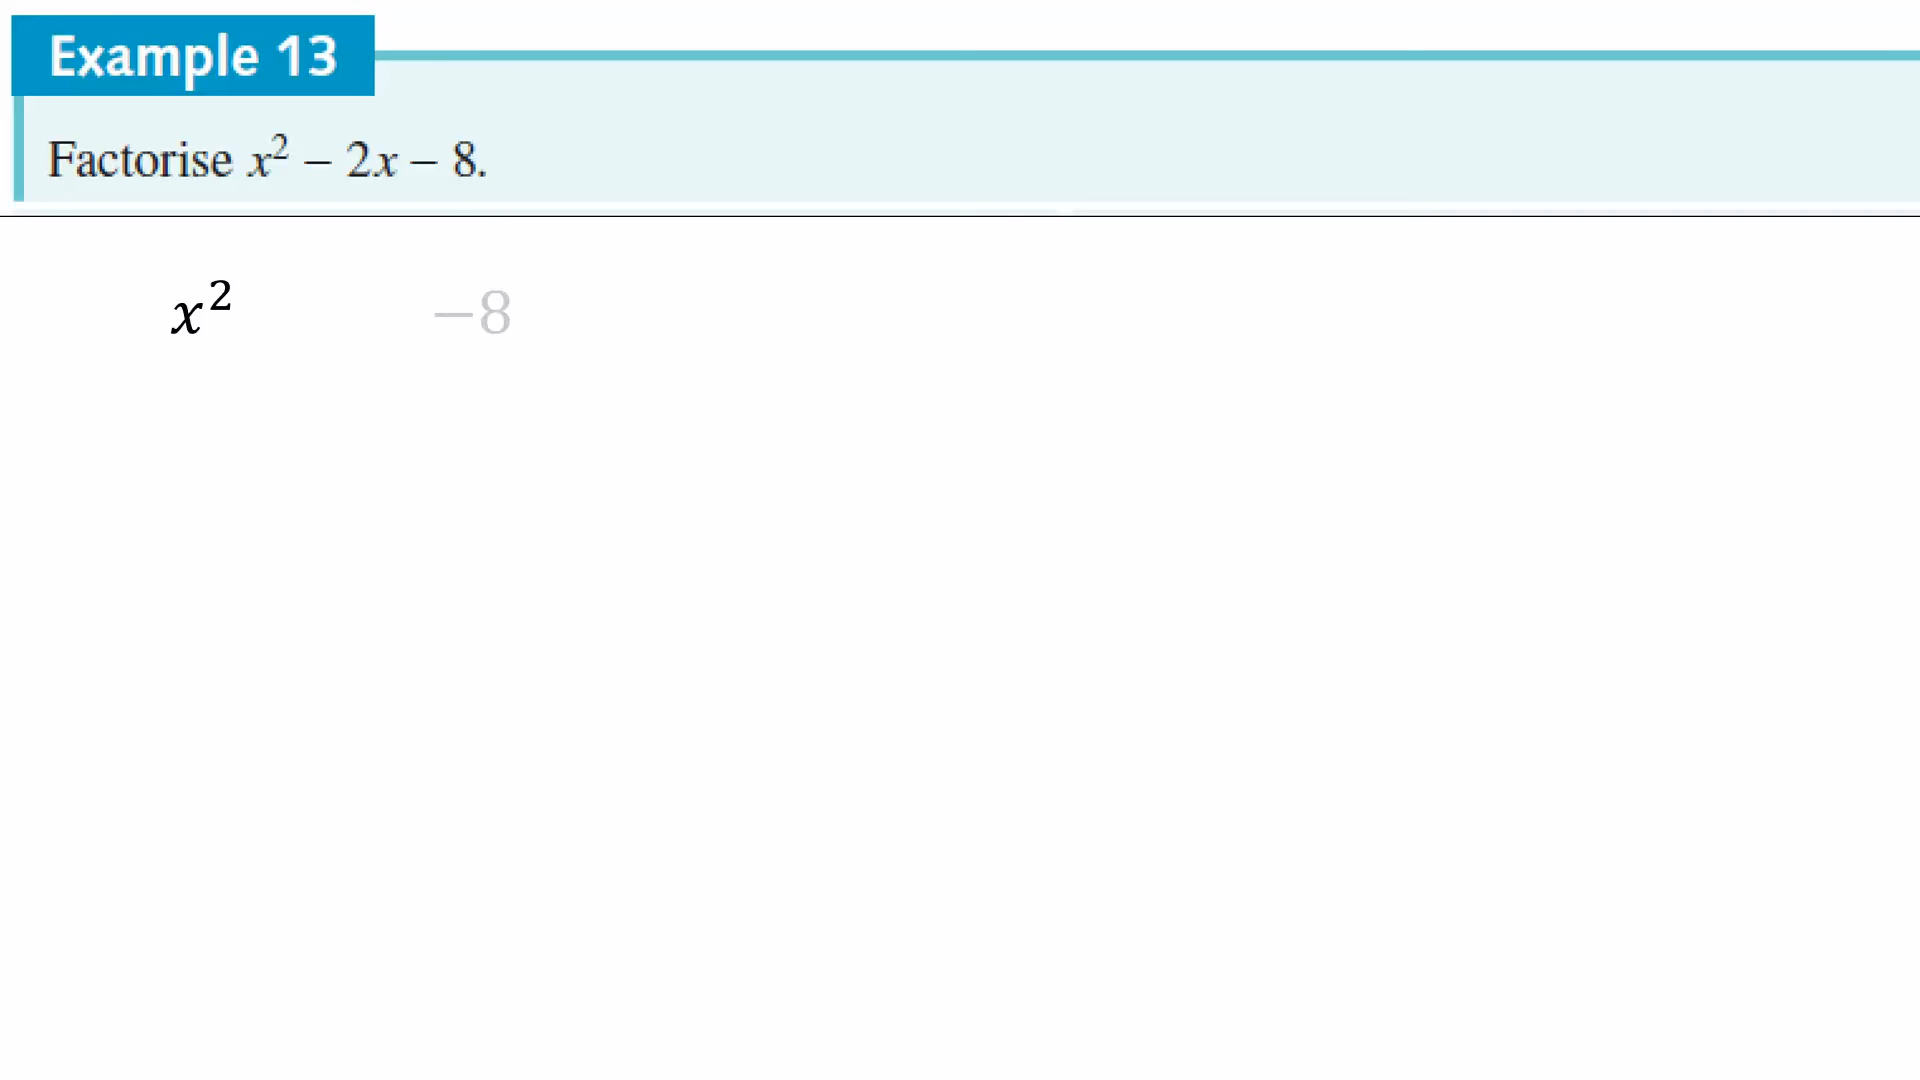 Example 13
Factorise x² – 2x – 8.
x² −8